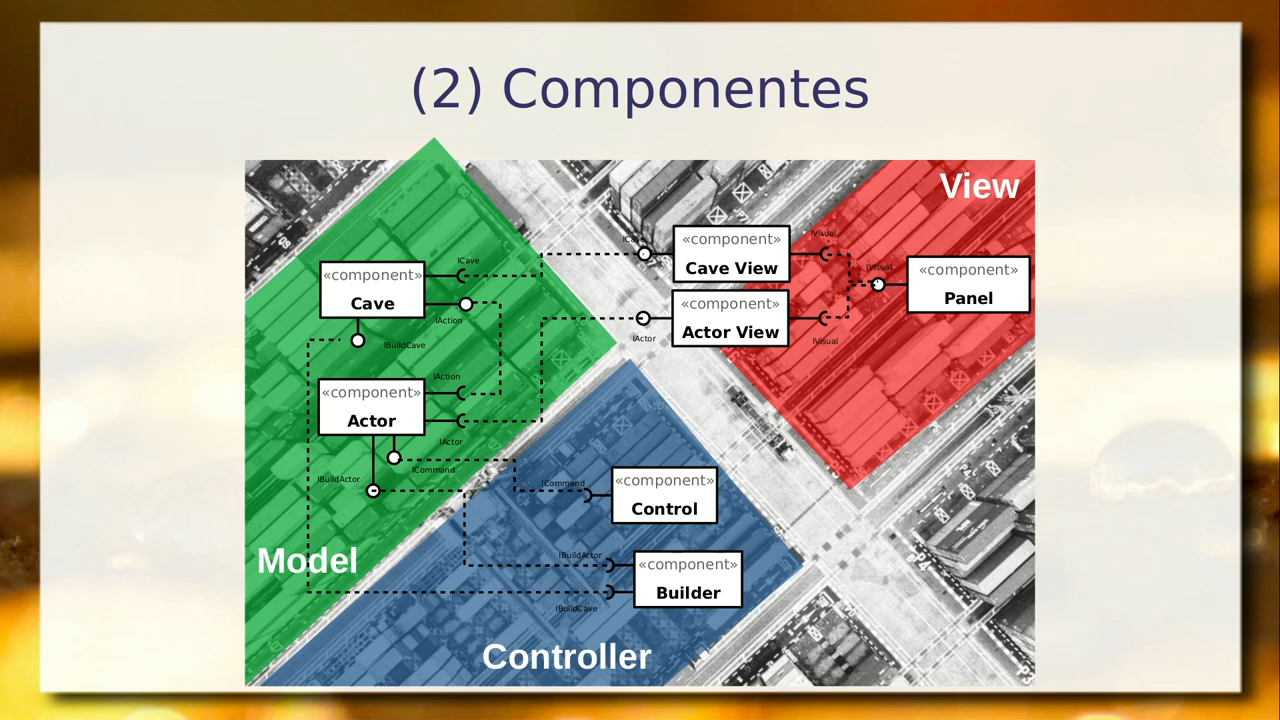 (2) Componentes
View
ICave
«component»
Cave View
IVisual
ICave
«component»
Cave
IVisual
«component»
Panel
IAction
«component»
Actor View
IActor
IVisual
IBuildCave
IAction
«component»
Actor
IActor
ICommand
IBuildActor
ICommand
«component»
Control
Model
IBuildActor
«component»
Builder
IBuildCave
Controller